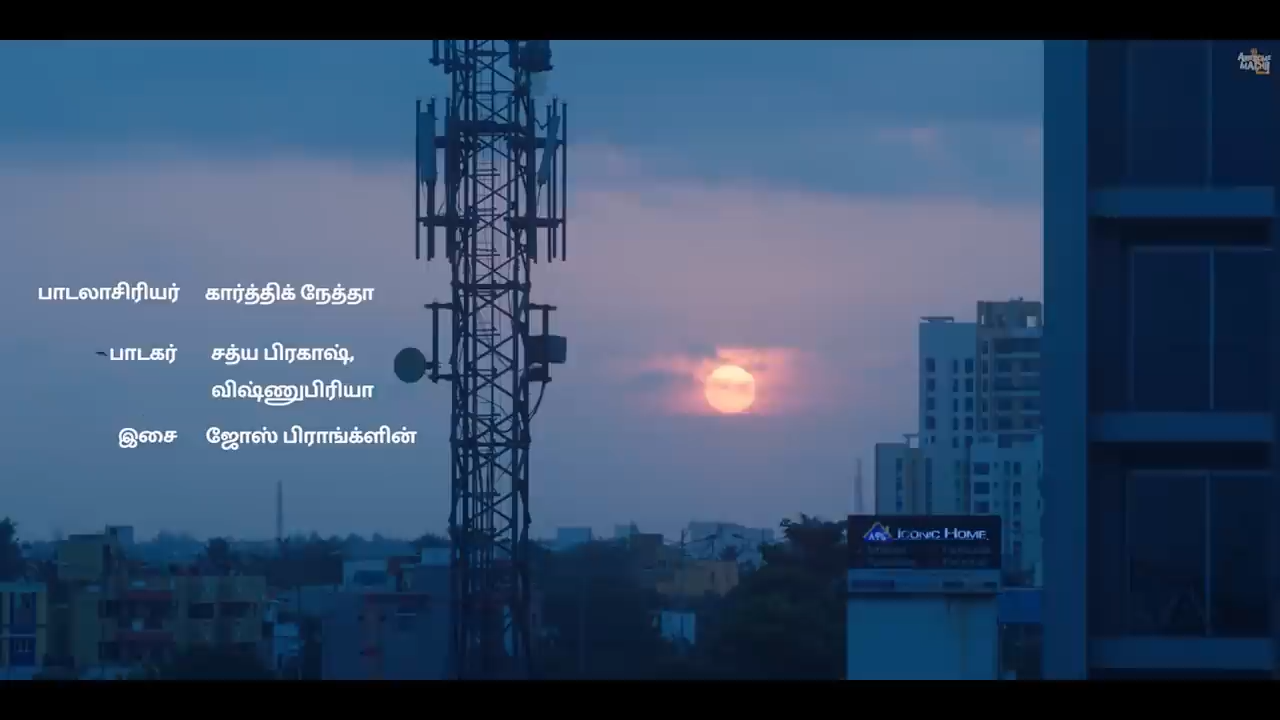 பாடலாசிரியர் கார்த்திக் நேத்தா
பாடகர் சத்ய பிரகாஷ்,
விஷ்ணுபிரியா
இசை ஜோஸ் பிராங்க்ளின்
ICONIC HOME